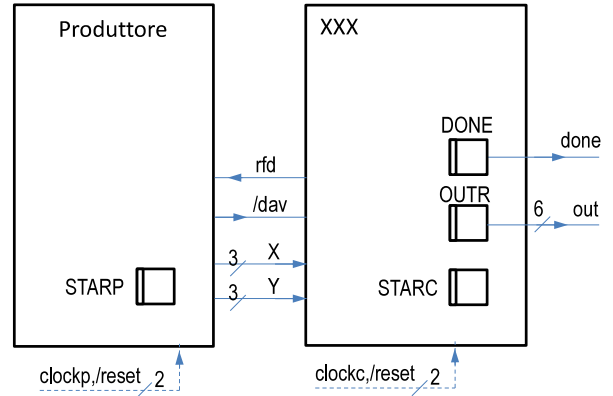 Produttore
XXX
DONE
done
rfd
OUTR
/dav
6
out
3
X
STARP
3
Y
STARC
clockp,/reset
2
clockc,/reset
2